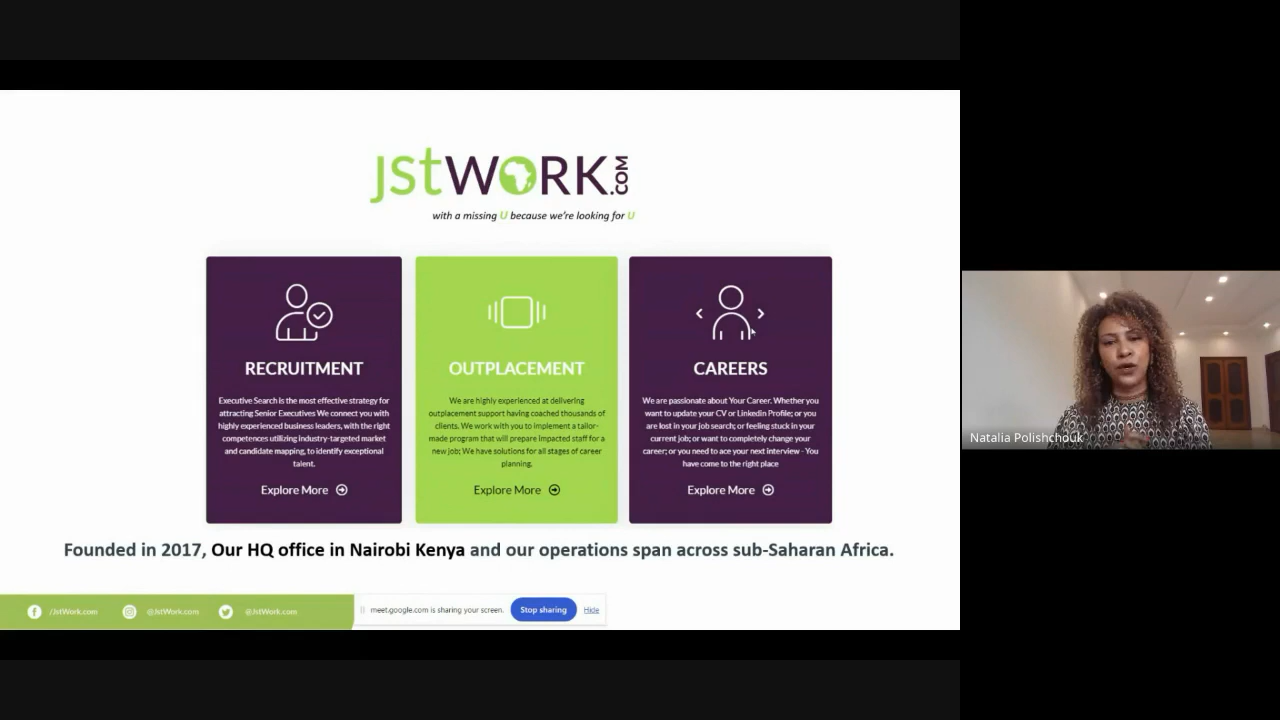 JstWORK.COM
with a missing U because we're looking for U
RECRUITMENT
Executive Search is the most effective strategy for
attracting Senior Executives We connect you with
highly experienced business leaders, with the right
competences utilizing industry-targeted market
and candidate mapping, to identify exceptional
talent.
Explore More
OUTPLACEMENT
We are highly experienced at delivering
outplacement support having coached thousands of
clients. We work with you to implement a tailor-
made program that will prepare impacted staff for a
new job; We have solutions for all stages of career
planning.
Explore More
CAREERS
We are passionate about Your Career. Whether you
want to update your CV or Linkedin Profile; or you
are lost in your job search; or feeling stuck in your
current job; or want to completely change your
career; or you need to ace your next interview - You
have come to the right place
Explore More
Founded in 2017, Our HQ office in Nairobi Kenya and our operations span across sub-Saharan Africa.
/JstWork.com @JstWork.com @JstWork.com
meet.google.com is sharing your screen. Stop sharing Hide
Natalia Polishchouk